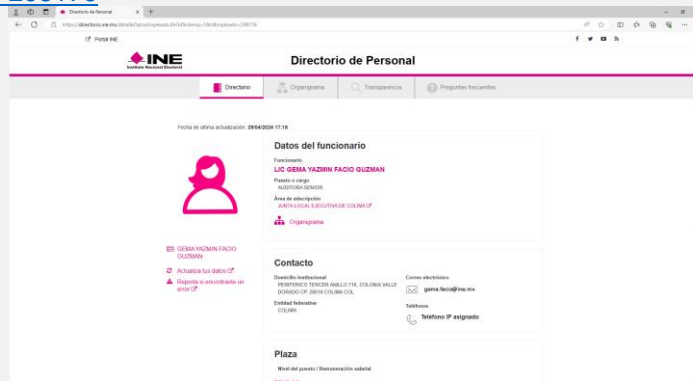 Directorio de Personal
Portal INE
INE
Instituto Nacional Electoral
Directorio de Personal
Directorio
Organigrama
Transparencia
Preguntas frecuentes
Fecha de última actualización: 29/04/2024 17:18
Datos del funcionario
Funcionario
LIC GEMA YAZMIN FACIO GUZMAN
Puesto o cargo
AUDITORA SENIOR
Área de adscripción
JUNTA LOCAL EJECUTIVA DE COLIMA
Organigrama
GEMA YAZMIN FACIO
GUZMAN
Actualiza tus datos
Reporta si encontraste un
error
Contacto
Domicilio institucional
PERIFERICO TERCER ANILLO 718, COLONIA VALLE
DORADO CP. 28018 COLIMA COL
Entidad federativa
COLIMA
Correo electrónico
gema.facio@ine.mx
Teléfonos
Teléfono IP asignado
Plaza
Nivel del puesto / Remuneración salarial